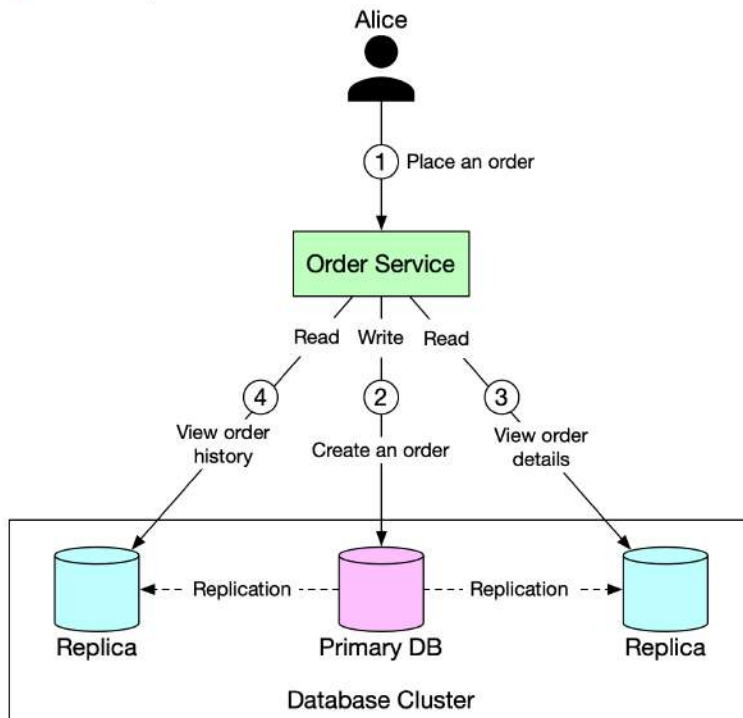 Alice
1 Place an order
Order Service
Read Write Read
4 2 3
View order
history
Create an order
View order
details
Replication Replication
Replica Primary DB Replica
Database Cluster